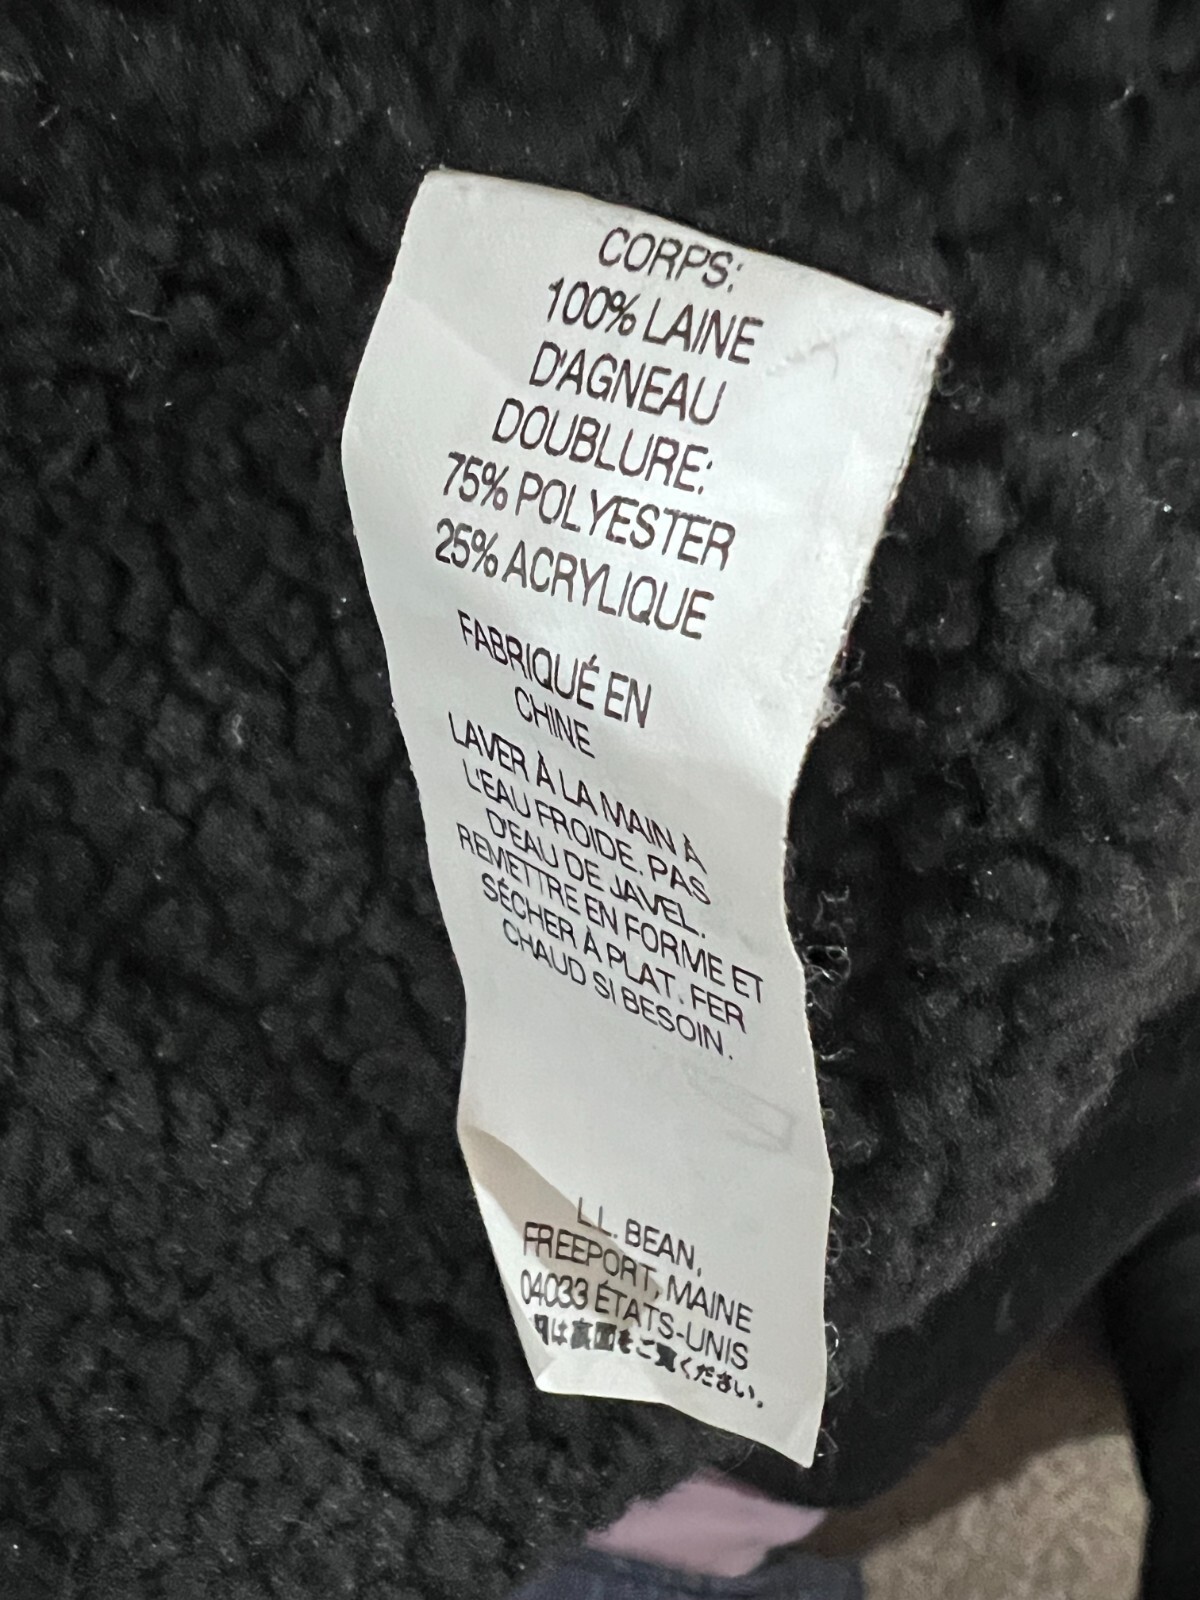 CORPS:
100% LAINE
D'AGNEAU
DOUBLURE:
75% POLYESTER
25% ACRYLIQUE
FABRIQUÉ EN
CHINE
LAVER À LA MAIN À
L'EAU FROIDE. PAS
D'EAU DE JAVEL.
REMETTRE EN FORME ET
SÉCHER À PLAT. FER
CHAUD SI BESOIN.
L.L. BEAN,
FREEPORT, MAINE
04033 ÉTATS-UNIS
は裏面をご覧ください。